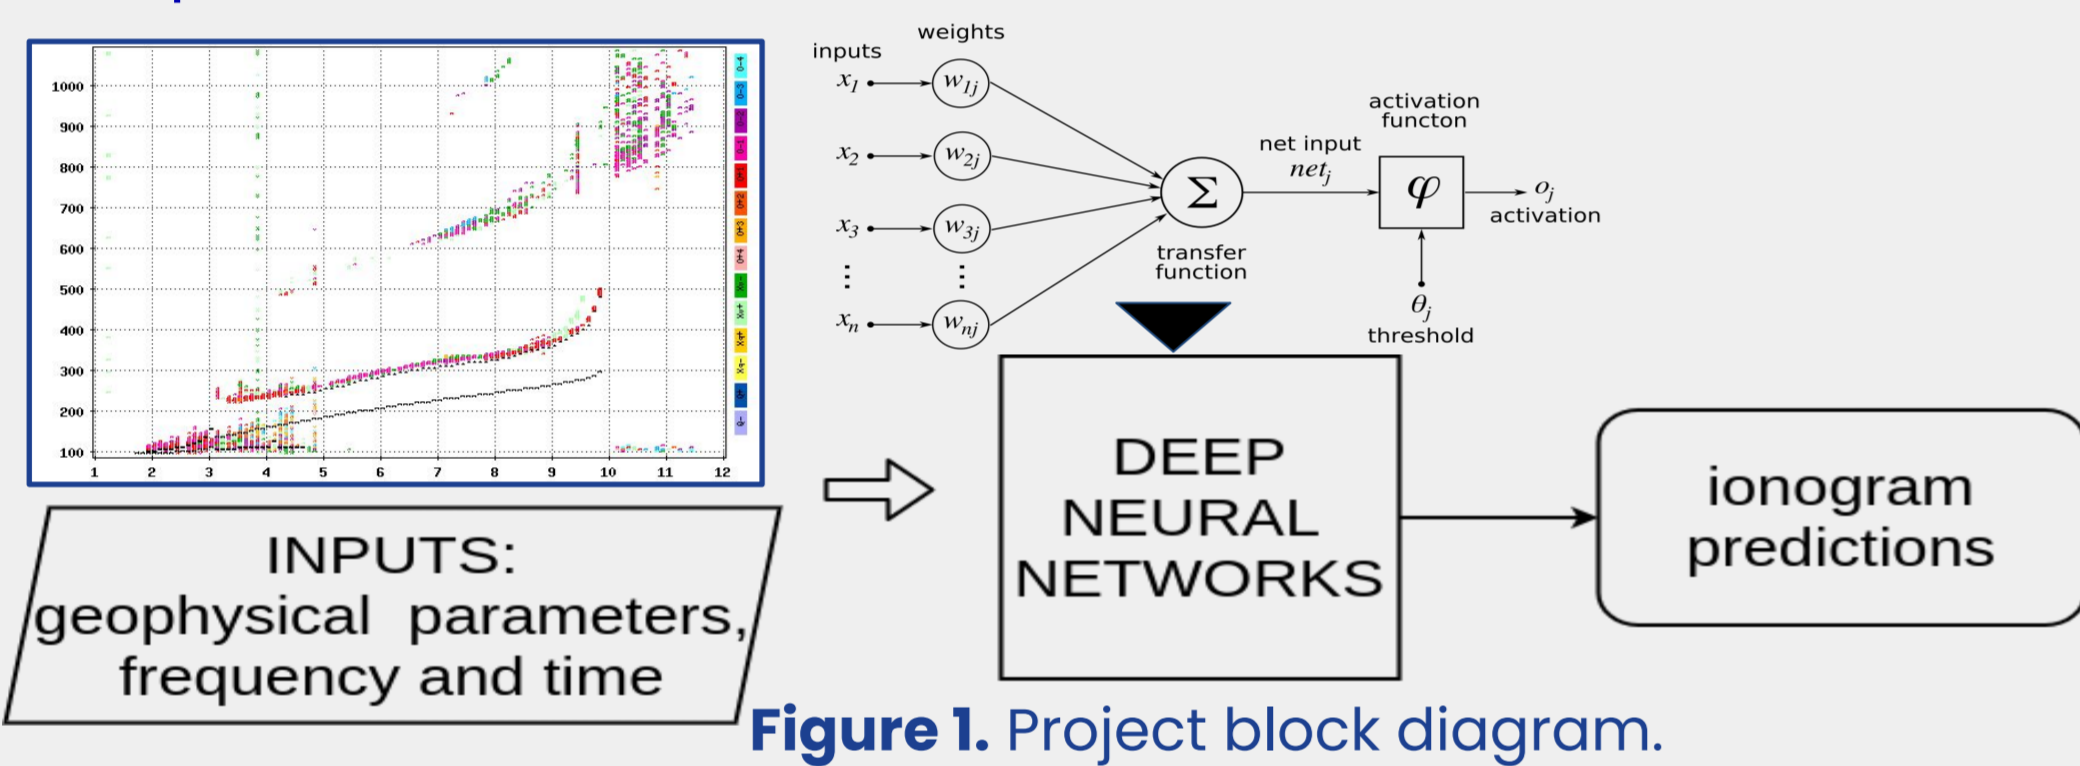 1000
900
800
700
600
500
400
300
200
100
1 2 3 4 5 6 7 8 9 10 11 12
weights
inputs
x1 w1j
x2 w2j
x3 w3j
⋮ ⋮
xn wnj
Σ
transfer
function
net input
netj
activation
functon
φ
oj
activation
θj
threshold
INPUTS:
geophysical parameters,
frequency and time
DEEP
NEURAL
NETWORKS
ionogram
predictions
Figure 1. Project block diagram.